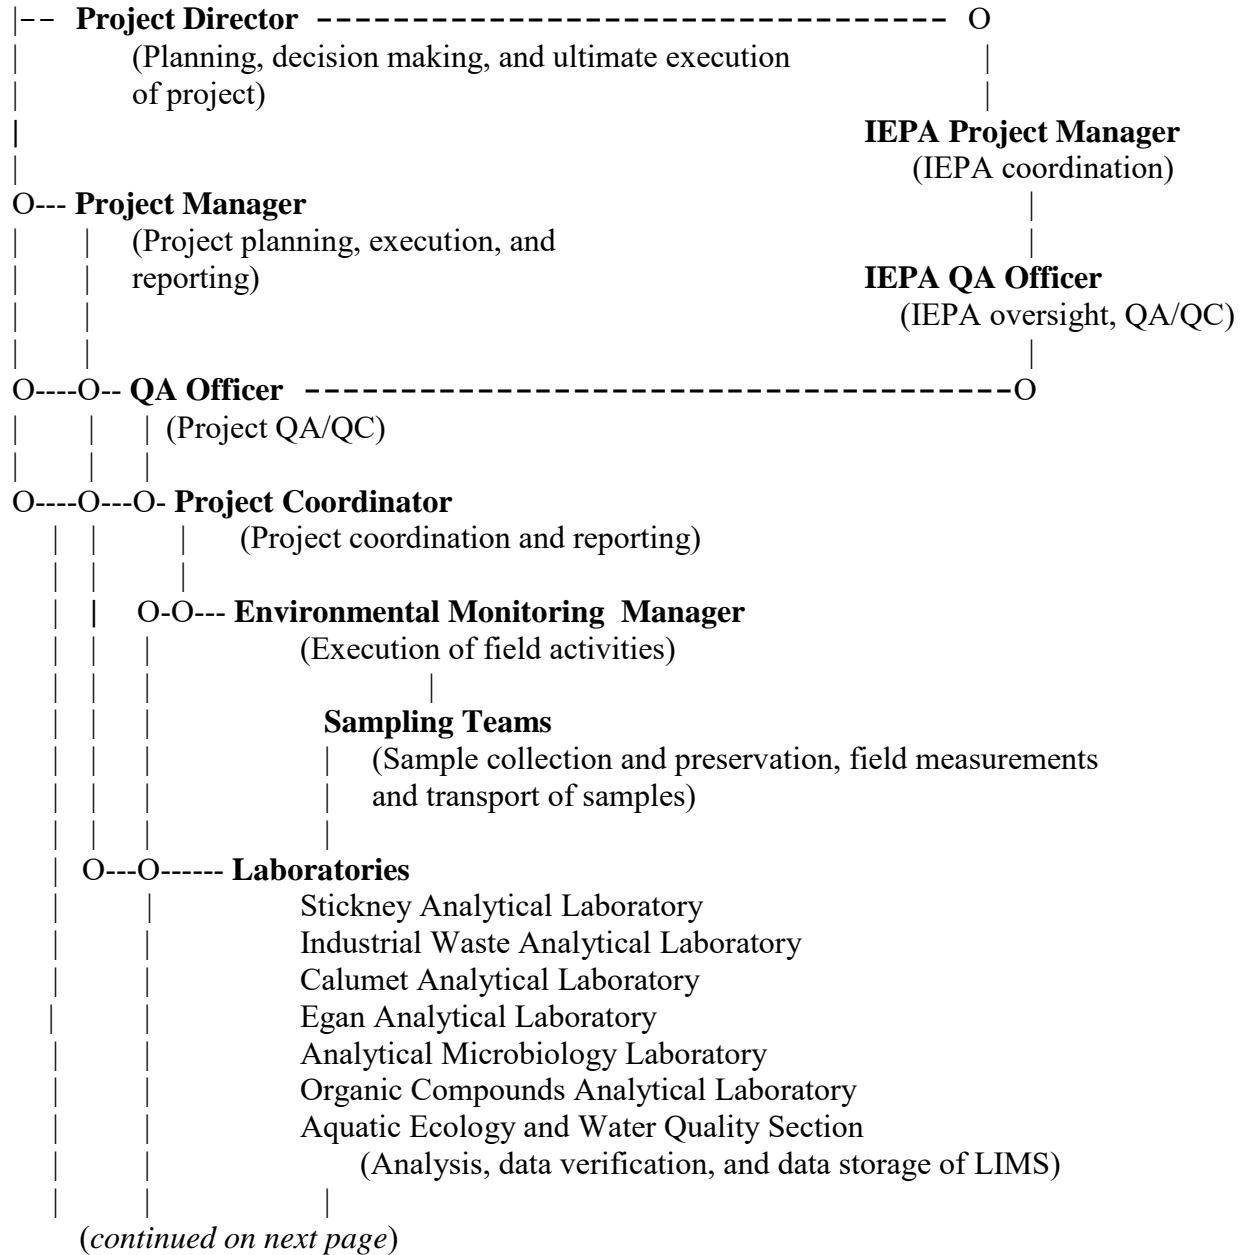 |-- Project Director --------------------------------- O
| (Planning, decision making, and ultimate execution |
| of project) |
| IEPA Project Manager
| (IEPA coordination)
O--- Project Manager |
| | (Project planning, execution, and |
| | reporting) IEPA QA Officer
| | (IEPA oversight, QA/QC)
| | |
O----O-- QA Officer -------------------------------------O
| | | (Project QA/QC)
| | |
O----O---O- Project Coordinator
| | | (Project coordination and reporting)
| | |
| | O-O--- Environmental Monitoring Manager
| | | (Execution of field activities)
| | | |
| | | Sampling Teams
| | | | (Sample collection and preservation, field measurements
| | | | and transport of samples)
| | | |
| O---O------ Laboratories
| | Stickney Analytical Laboratory
| | Industrial Waste Analytical Laboratory
| | Calumet Analytical Laboratory
| | Egan Analytical Laboratory
| | Analytical Microbiology Laboratory
| | Organic Compounds Analytical Laboratory
| | Aquatic Ecology and Water Quality Section
| | (Analysis, data verification, and data storage of LIMS)
| | |
(continued on next page)